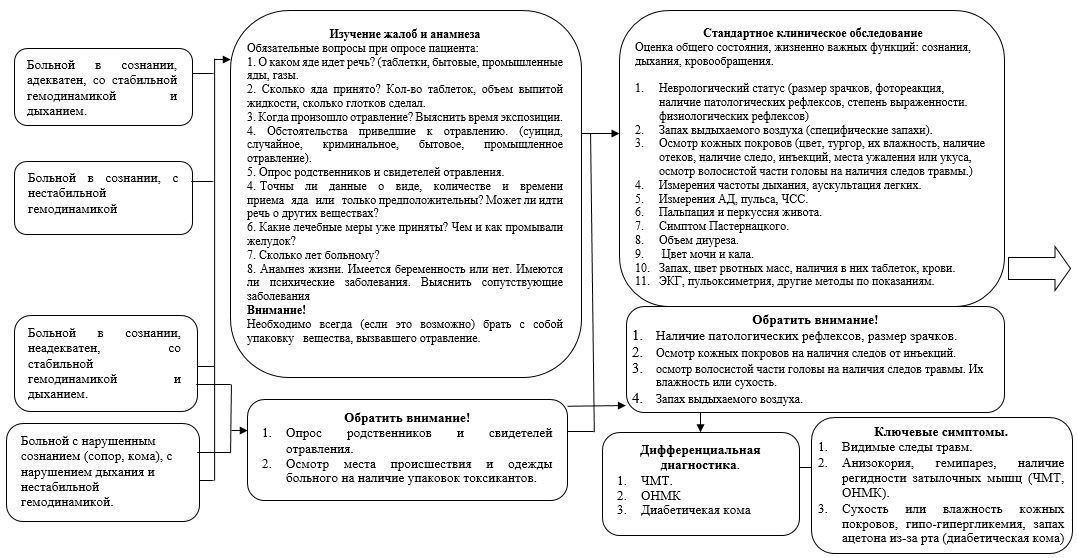 Больной в сознании,
адекватен, со стабильной
гемодинамикой и
дыханием.
Больной в сознании, с
нестабильной
гемодинамикой
Больной в сознании,
неадекватен, со
стабильной
гемодинамикой и
дыханием.
Больной с нарушенным
сознанием (сопор, кома), с
нарушением дыхания и
нестабильной
гемодинамикой.
Изучение жалоб и анамнеза
Обязательные вопросы при опросе пациента:
1. О каком яде идет речь? (таблетки, бытовые, промышленные
яды, газы.
2. Сколько яда принято? Кол-во таблеток, объем выпитой
жидкости, сколько глотков сделал.
3. Когда произошло отравление? Выяснить время экспозиции.
4. Обстоятельства приведшие к отравлению. (суицид,
случайное, криминальное, бытовое, промыщленное
отравление).
5. Опрос родственников и свидетелей отравления.
4. Точны ли данные о виде, количестве и времени
приема яда или только предположительны? Может ли идти
речь о других веществах?
6. Какие лечебные меры уже приняты? Чем и как промывали
желудок?
7. Сколько лет больному?
8. Анамнез жизни. Имеется беременность или нет. Имеются
ли психические заболевания. Выяснить сопутствующие
заболевания
Внимание!
Необходимо всегда (если это возможно) брать с собой
упаковку вещества, вызвавшего отравление.
Обратить внимание!
1. Опрос родственников и свидетелей
отравления.
2. Осмотр места происшествия и одежды
больного на наличие упаковок токсикантов.
Стандартное клиническое обследование
Оценка общего состояния, жизненно важных функций: сознания,
дыхания, кровообращения.
1. Неврологический статус (размер зрачков, фотореакция,
наличие патологических рефлексов, степень выраженности.
физиологических рефлексов)
2. Запах выдыхаемого воздуха (специфические запахи).
3. Осмотр кожных покровов (цвет, тургор, их влажность, наличие
отеков, наличие следо, инъекций, места ужаления или укуса,
осмотр волосистой части головы на наличия следов травмы.)
4. Измерения частоты дыхания, аускультация легких.
5. Измерения АД, пульса, ЧСС.
6. Пальпация и перкуссия живота.
7. Симптом Пастернацкого.
8. Объем диуреза.
9. Цвет мочи и кала.
10. Запах, цвет рвотных масс, наличия в них таблеток, крови.
11. ЭКГ, пульоксиметрия, другие методы по показаниям.
Обратить внимание!
1. Наличие патологических рефлексов, размер зрачков.
2. Осмотр кожных покровов на наличия следов от инъекций.
3. осмотр волосистой части головы на наличия следов травмы. Их
влажность или сухость.
4. Запах выдыхаемого воздуха.
Дифференциальная
диагностика.
1. ЧМТ.
2. ОНМК
3. Диабетичекая кома
Ключевые симптомы.
1. Видимые следы травм.
2. Анизокория, гемипарез, наличие
регидности затылочных мышц (ЧМТ,
ОНМК).
3. Сухость или влажность кожных
покровов, гипо-гипергликемия, запах
ацетона из-за рта (диабетическая кома)